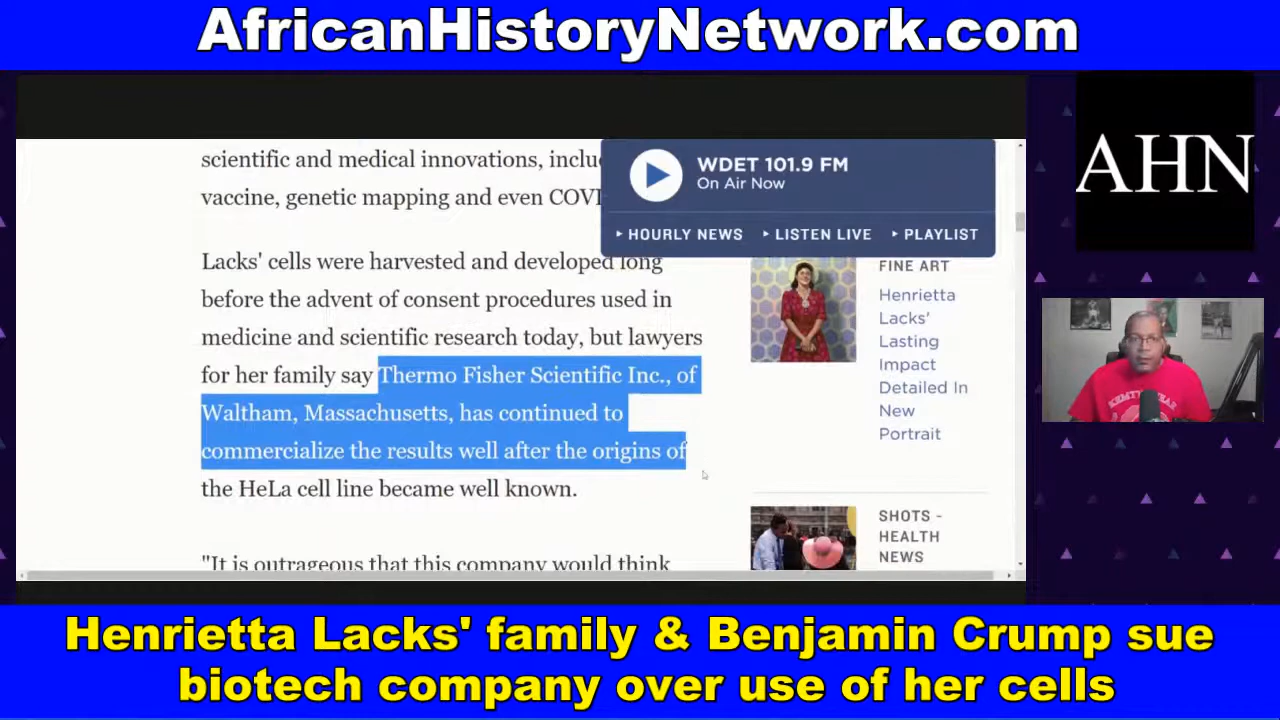 AfricanHistoryNetwork.com
AHN
scientific and medical innovations, inclu
vaccine, genetic mapping and even COVI
WDET 101.9 FM
On Air Now
HOURLY NEWS
LISTEN LIVE
PLAYLIST
Lacks' cells were harvested and developed long
before the advent of consent procedures used in
medicine and scientific research today, but lawyers
for her family say Thermo Fisher Scientific Inc., of
Waltham, Massachusetts, has continued to
commercialize the results well after the origins of
the HeLa cell line became well known.
"It is outrageous that this company would think
FINE ART
Henrietta
Lacks'
Lasting
Impact
Detailed In
New
Portrait
SHOTS -
HEALTH
NEWS
Henrietta Lacks' family & Benjamin Crump sue
biotech company over use of her cells